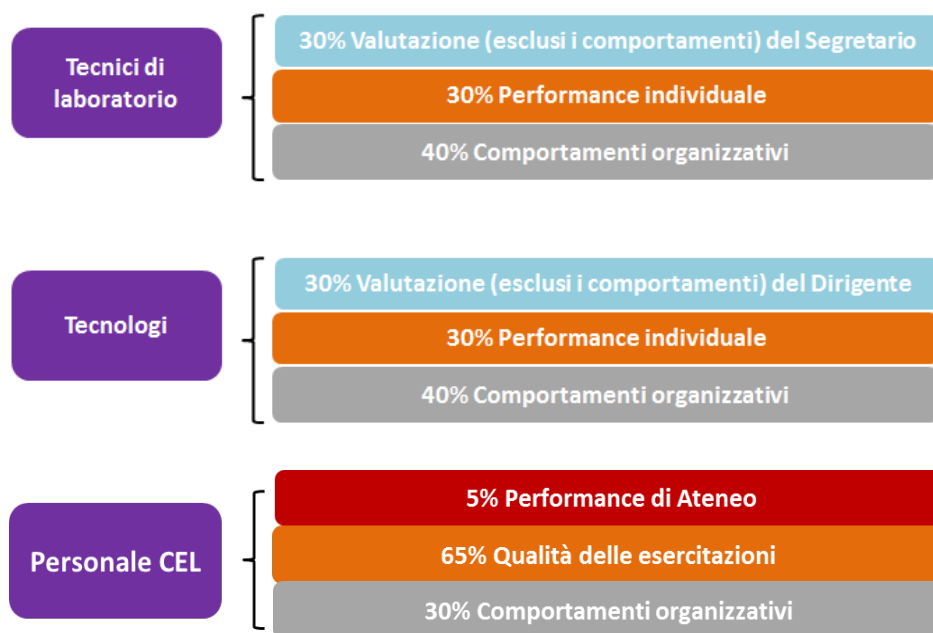 Tecnici di
laboratorio
30% Valutazione (esclusi i comportamenti) del Segretario
30% Performance individuale
40% Comportamenti organizzativi
Tecnologi
30% Valutazione (esclusi i comportamenti) del Dirigente
30% Performance individuale
40% Comportamenti organizzativi
Personale CEL
5% Performance di Ateneo
65% Qualità delle esercitazioni
30% Comportamenti organizzativi